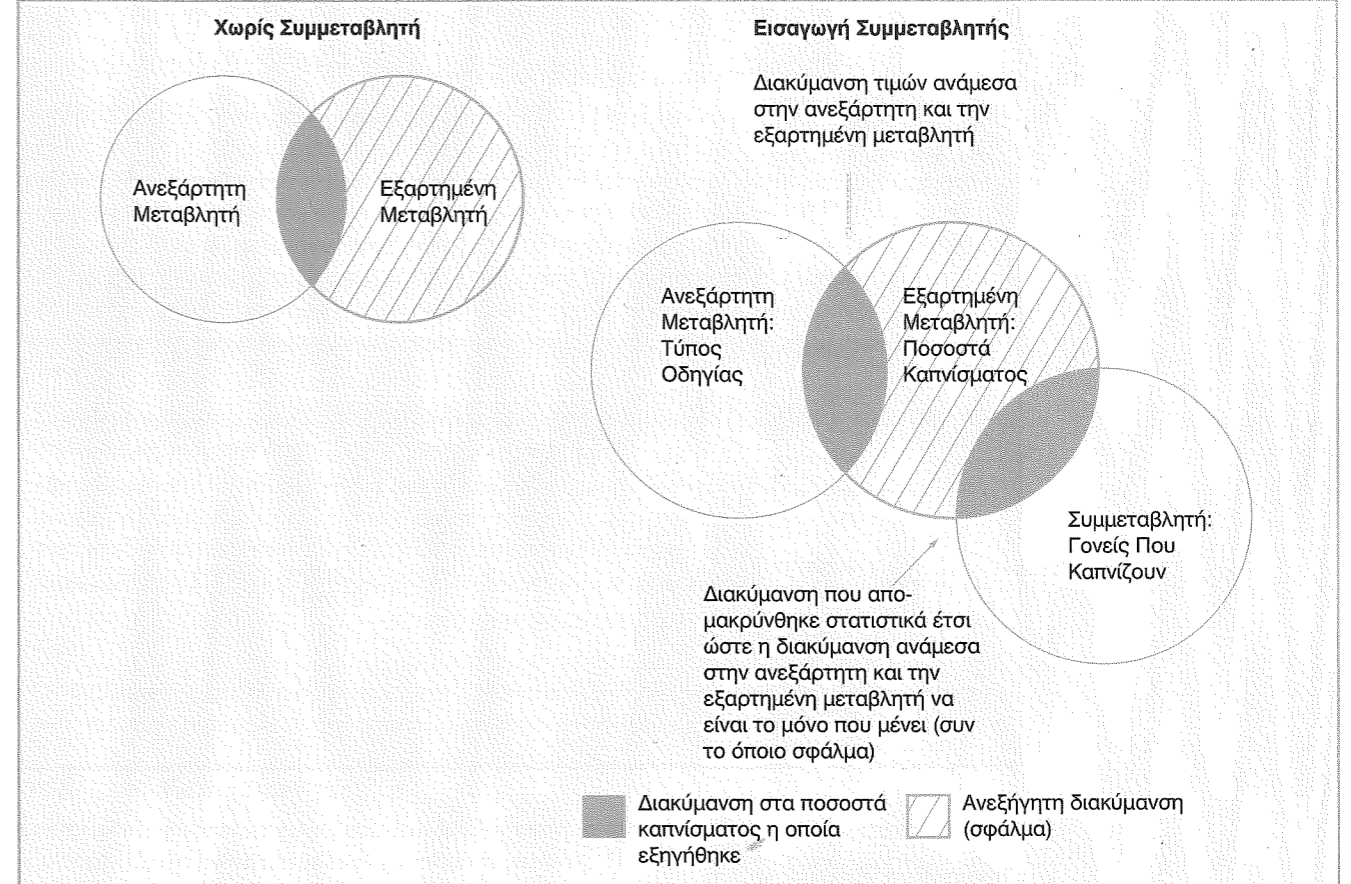 Χωρίς Συμμεταβλητή
Ανεξάρτητη
Μεταβλητή
Εξαρτημένη
Μεταβλητή
Εισαγωγή Συμμεταβλητής
Διακύμανση τιμών ανάμεσα
στην ανεξάρτητη και την
εξαρτημένη μεταβλητή
Ανεξάρτητη
Μεταβλητή:
Τύπος
Οδηγίας
Εξαρτημένη
Μεταβλητή:
Ποσοστά
Καπνίσματος
Συμμεταβλητή:
Γονείς Που
Καπνίζουν
Διακύμανση που απο-
μακρύνθηκε στατιστικά έτσι
ώστε η διακύμανση ανάμεσα
στην ανεξάρτητη και την
εξαρτημένη μεταβλητή να
είναι το μόνο που μένει (συν
το όποιο σφάλμα)
Διακύμανση στα ποσοστά
καπνίσματος η οποία
εξηγήθηκε
Ανεξήγητη διακύμανση
(σφάλμα)